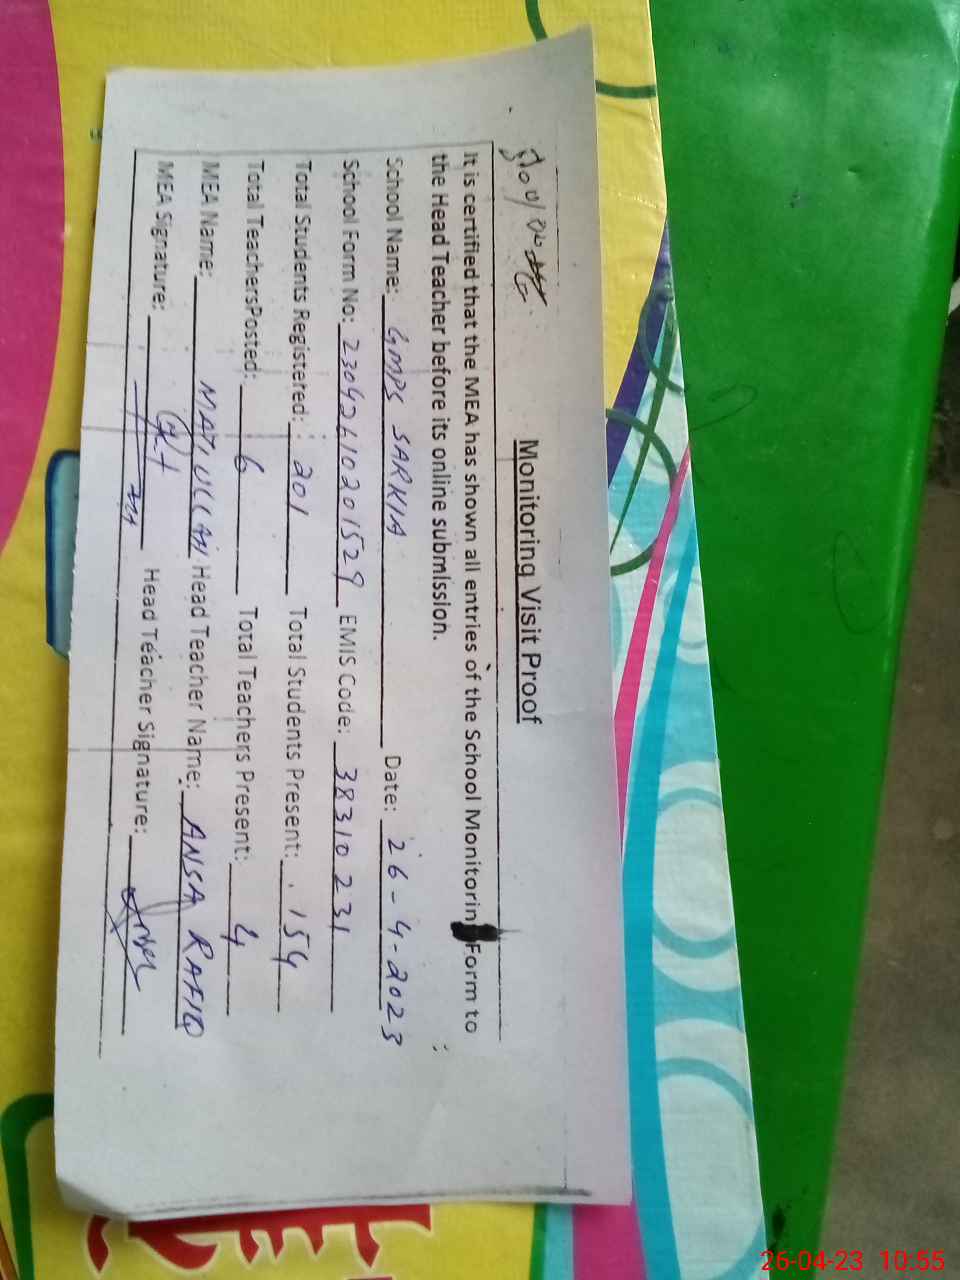 Monitoring Visit Proof
It is certified that the MEA has shown all entries of the School Monitorin Form to
the Head Teacher before its online submission.
School Name: GMPS SARKIA Date: 26-4-2023
School Form No: 23042610201529 EMIS Code: 38310231
Total Students Registered: 201 Total Students Present: 154
Total TeachersPosted: 6 Total Teachers Present: 4
MEA Name: MATIULLAH Head Teacher Name: ANSA RAFIQ
MEA Signature: Head Teacher Signature:
26-04-23 10:55